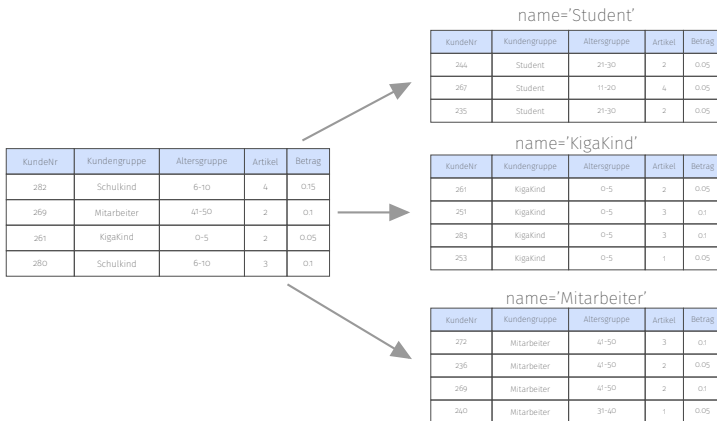 name='Student'
KundeNr Kundengruppe Altersgruppe Artikel Betrag
244 Student 21-30 2 0.05
267 Student 11-20 4 0.05
235 Student 21-30 2 0.05
name='KigaKind'
KundeNr Kundengruppe Altersgruppe Artikel Betrag
261 KigaKind 0-5 2 0.05
251 KigaKind 0-5 3 0.1
283 KigaKind 0-5 3 0.1
253 KigaKind 0-5 1 0.05
KundeNr Kundengruppe Altersgruppe Artikel Betrag
282 Schulkind 6-10 4 0.15
269 Mitarbeiter 41-50 2 0.1
261 KigaKind 0-5 2 0.05
280 Schulkind 6-10 3 0.1
name='Mitarbeiter'
KundeNr Kundengruppe Altersgruppe Artikel Betrag
272 Mitarbeiter 41-50 3 0.1
236 Mitarbeiter 41-50 2 0.05
269 Mitarbeiter 41-50 2 0.1
240 Mitarbeiter 31-40 1 0.05